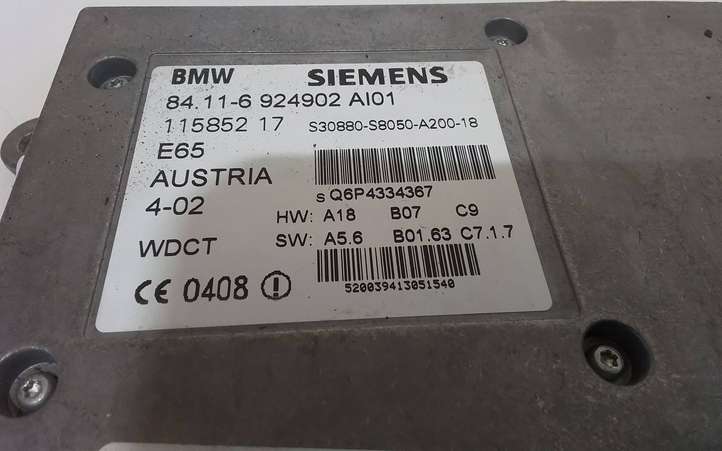 BMW SIEMENS
84.11-6 924902 AI01
115852 17 S30880-S8050-A200-18
E65
AUSTRIA S Q6P4334367
4-02 HW: A18 B07 C9
WDCT SW: A5.6 B01.63 C7.1.7
CE 0408 !
520039413051540